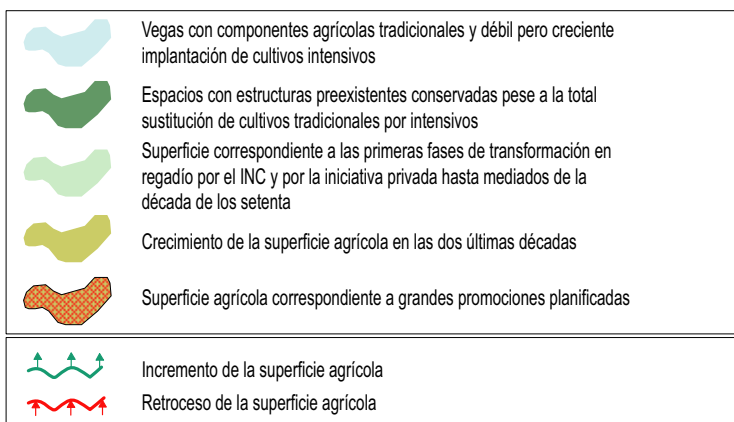 Vegas con componentes agrícolas tradicionales y débil pero creciente
implantación de cultivos intensivos
Espacios con estructuras preexistentes conservadas pese a la total
sustitución de cultivos tradicionales por intensivos
Superficie correspondiente a las primeras fases de transformación en
regadío por el INC y por la iniciativa privada hasta mediados de la
década de los setenta
Crecimiento de la superficie agrícola en las dos últimas décadas
Superficie agrícola correspondiente a grandes promociones planificadas
Incremento de la superficie agrícola
Retroceso de la superficie agrícola